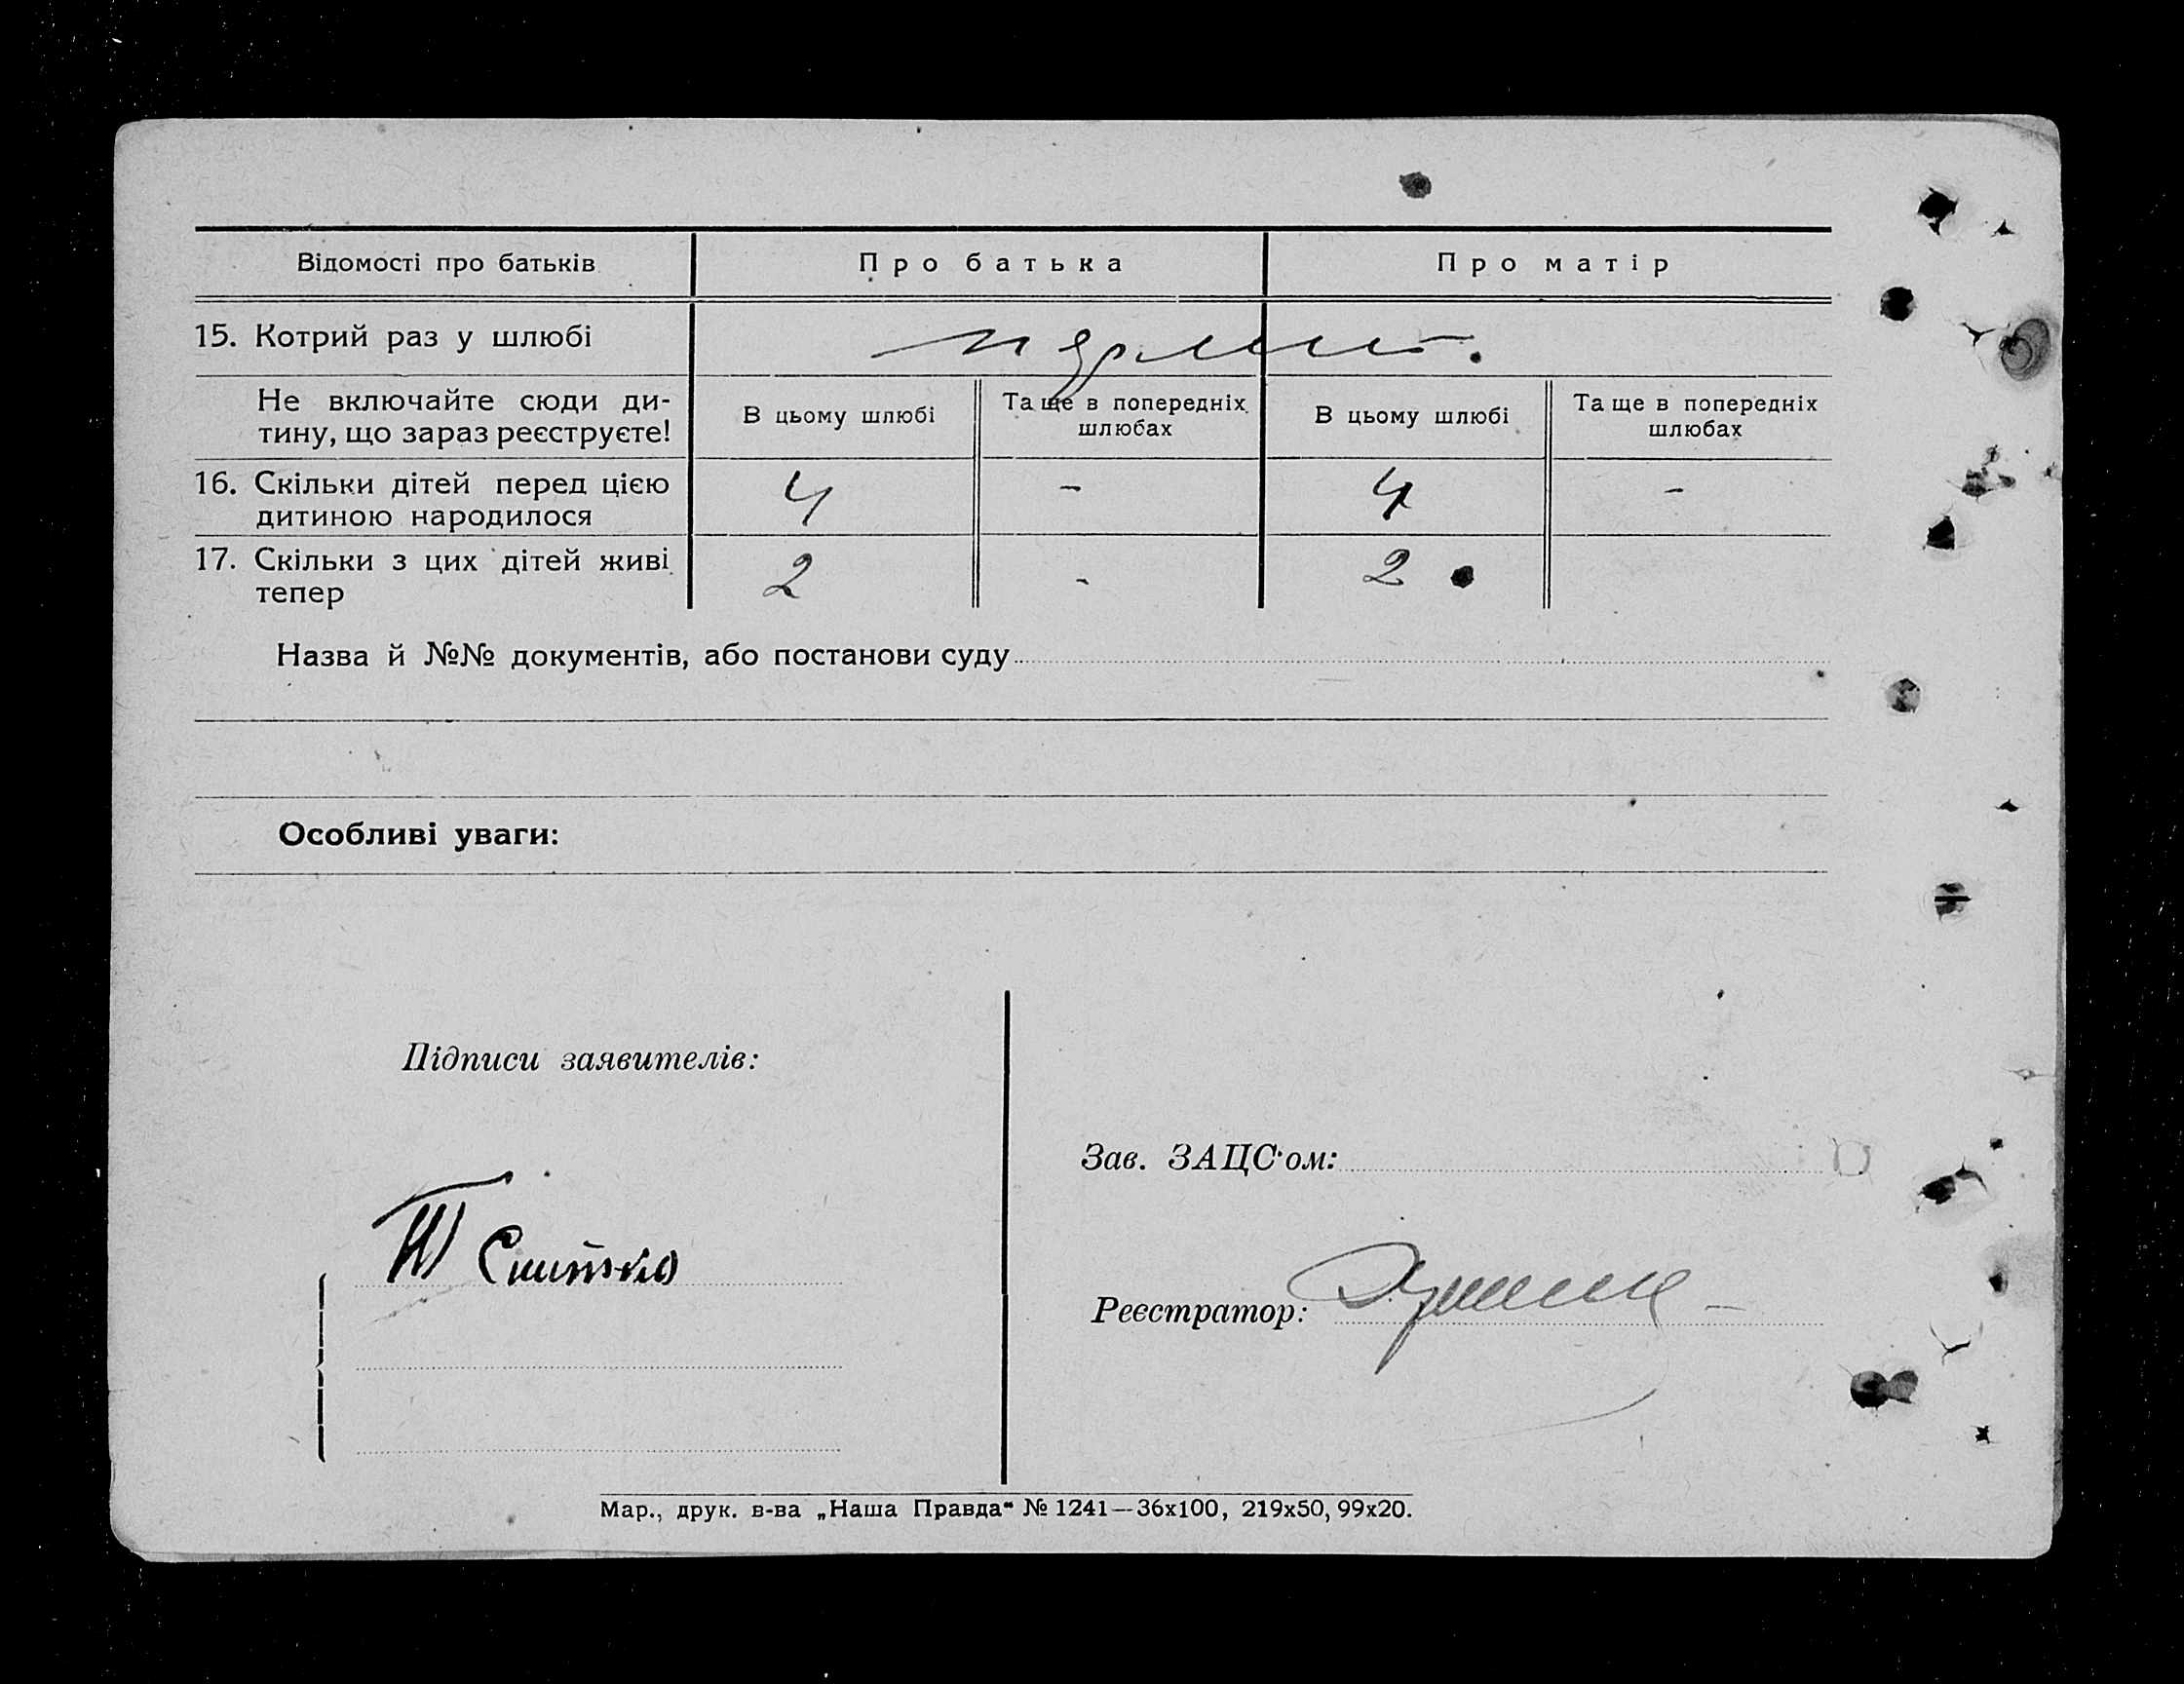 Відомості про батьків
Про батька
Про матір
15. Котрий раз у шлюбі
Не включайте сюди ди-
тину, що зараз реєструєте!
В цьому шлюбі
Та ще в попередніх
шлюбах
В цьому шлюбі
Та ще в попередніх
шлюбах
16. Скільки дітей перед цією
дитиною народилося
4
-
4
-
17. Скільки з цих дітей живі
тепер
2
-
2
Назва й №№ документів, або постанови суду
Особливі уваги:
Підписи заявителів:
Зав. ЗАЦС'ом:
Реєстратор:
Мар., друк. в-ва „Наша Правда“ № 1241—36х100, 219х50, 99х20.